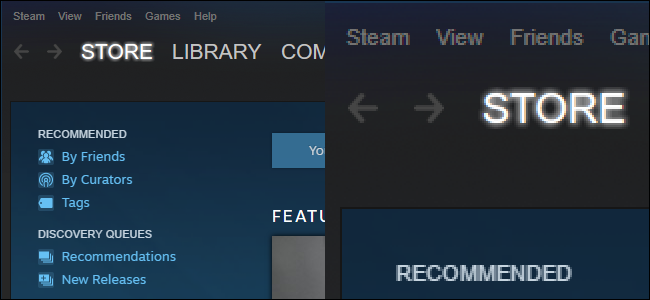 Steam View Friends Games Help
STORE LIBRARY COM
RECOMMENDED
By Friends
By Curators
Tags
DISCOVERY QUEUES
Recommendations
New Releases
You
FEATU
Steam View Friends Gam
STORE
RECOMMENDED